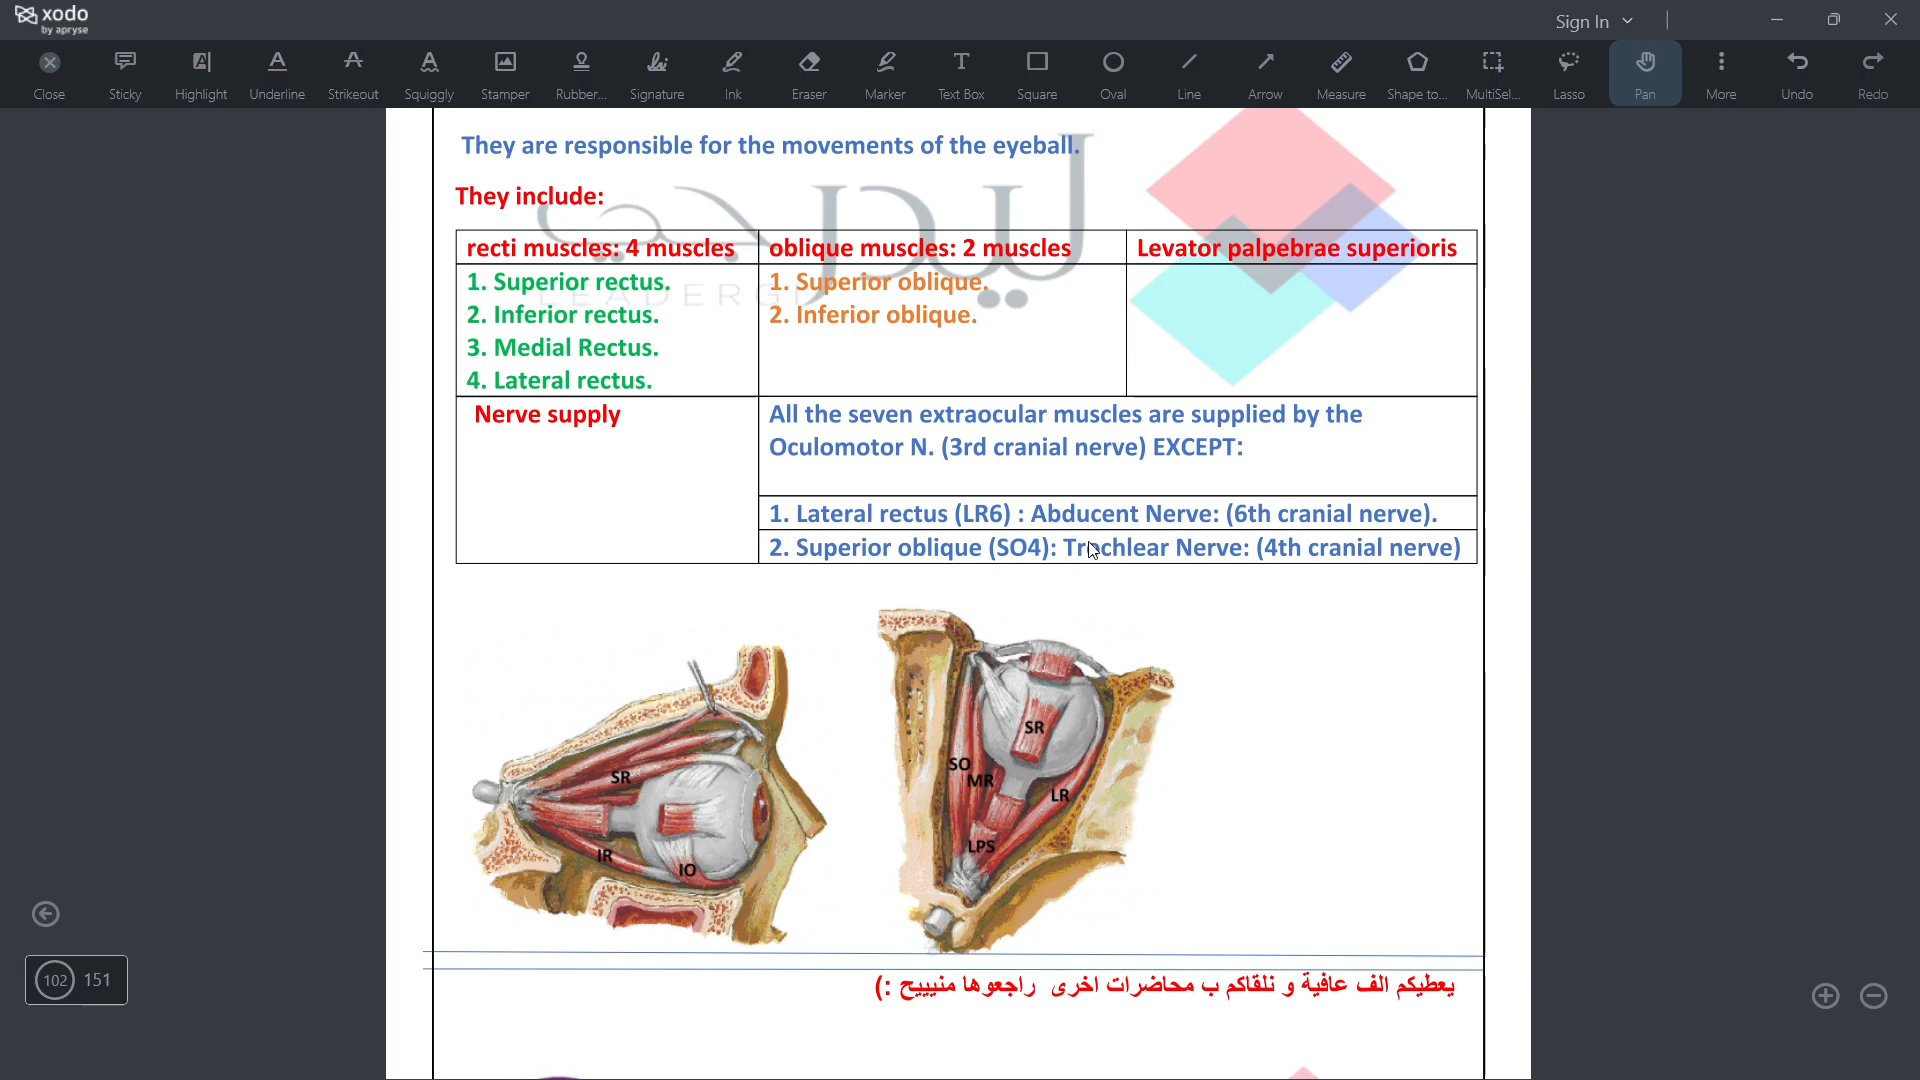 xodo
by apryse
Sign In
Close
Sticky
Highlight
Underline
Strikeout
Squiggly
Stamper
Rubber...
Signature
Ink
Eraser
Marker
Text Box
Square
Oval
Line
Arrow
Measure
Shape to...
MultiSel...
Lasso
Pan
More
Undo
Redo
They are responsible for the movements of the eyeball.
They include:
ليدرجي
LEADERGI
recti muscles: 4 muscles
oblique muscles: 2 muscles
Levator palpebrae superioris
1. Superior rectus.
2. Inferior rectus.
3. Medial Rectus.
4. Lateral rectus.
1. Superior oblique.
2. Inferior oblique.
Nerve supply
All the seven extraocular muscles are supplied by the
Oculomotor N. (3rd cranial nerve) EXCEPT:
1. Lateral rectus (LR6) : Abducent Nerve: (6th cranial nerve).
2. Superior oblique (SO4): Trochlear Nerve: (4th cranial nerve)
SR
IR
IO
SR
SO
MR
LR
LPS
يعطيكم الف عافية و نلقاكم ب محاضرات اخرى راجعوها منيييح :)
102 151